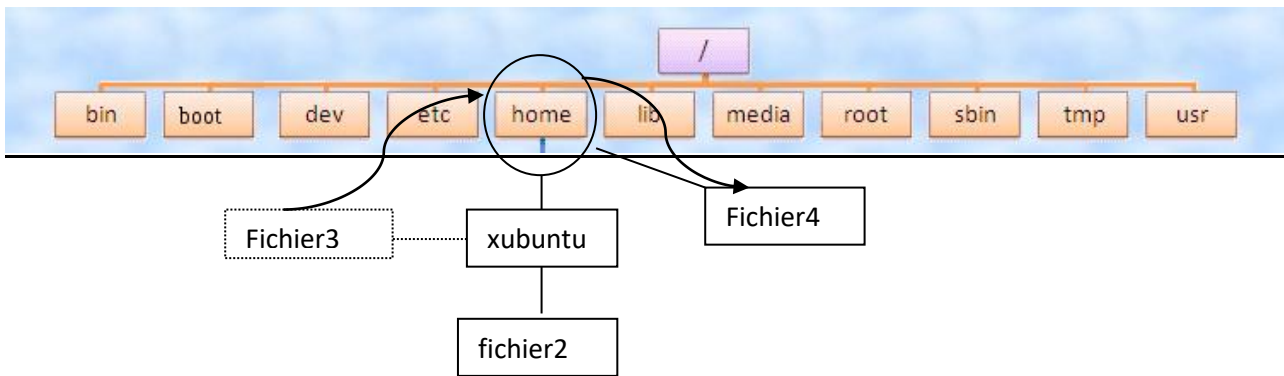 /
bin boot dev etc home lib media root sbin tmp usr
Fichier3 xubuntu Fichier4
fichier2